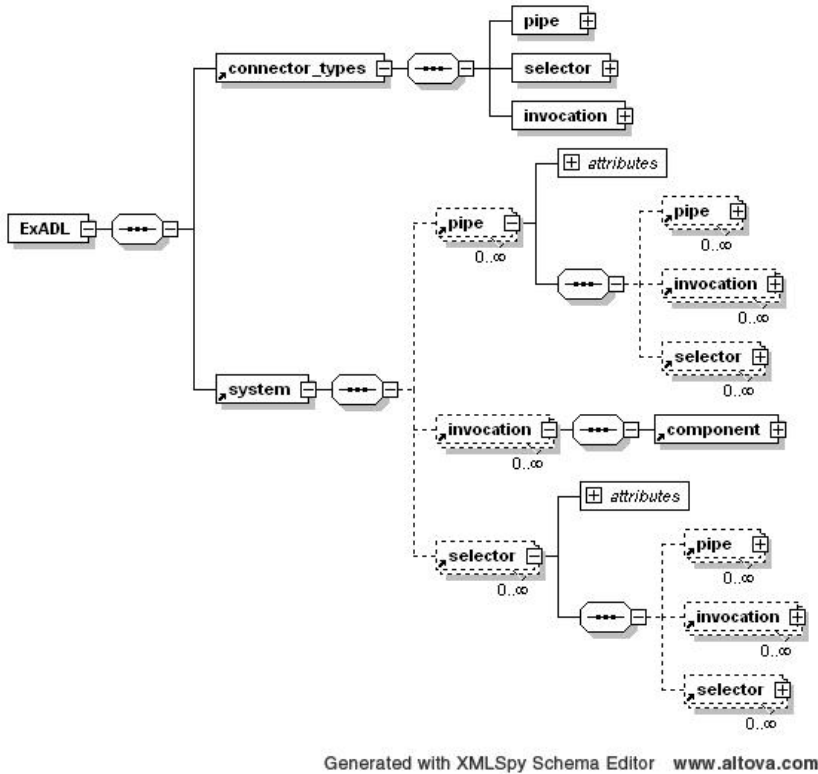 ExADL
connector_types
pipe
selector
invocation
system
pipe
0..∞
attributes
pipe
0..∞
invocation
0..∞
selector
0..∞
invocation
0..∞
component
selector
0..∞
attributes
pipe
0..∞
invocation
0..∞
selector
0..∞
Generated with XMLSpy Schema Editor www.altova.com